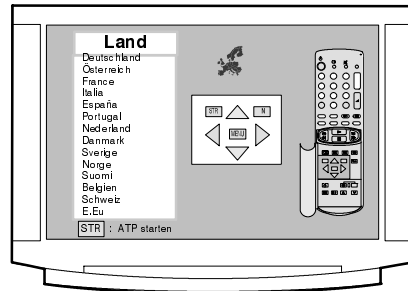 Land
Deutschland
Österreich
France
Italia
España
Portugal
Nederland
Danmark
Sverige
Norge
Suomi
Belgien
Schweiz
E.Eu
STR : ATP starten
STR
N
MENU